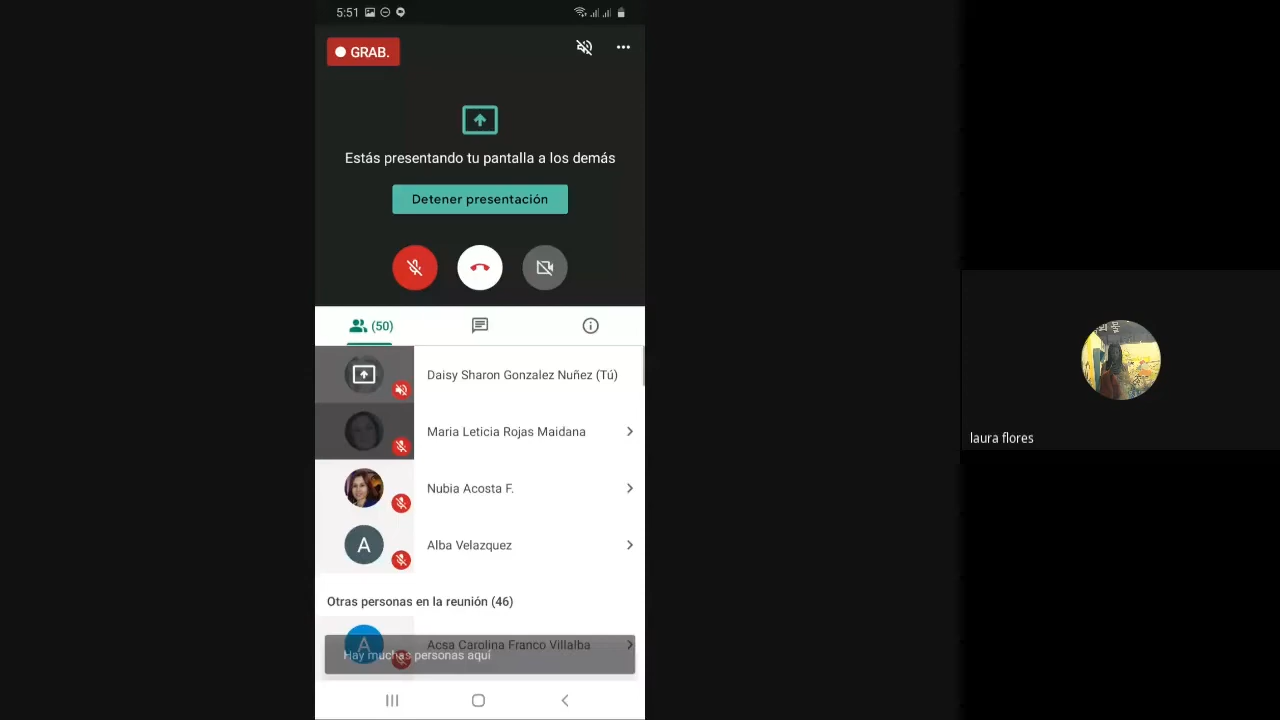 5:51
GRAB.
Estás presentando tu pantalla a los demás
Detener presentación
(50)
Daisy Sharon Gonzalez Nuñez (Tú)
Maria Leticia Rojas Maidana
Nubia Acosta F.
A
Alba Velazquez
Otras personas en la reunión (46)
A
Acsa Carolina Franco Villalba
Hay muchas personas aquí
laura flores